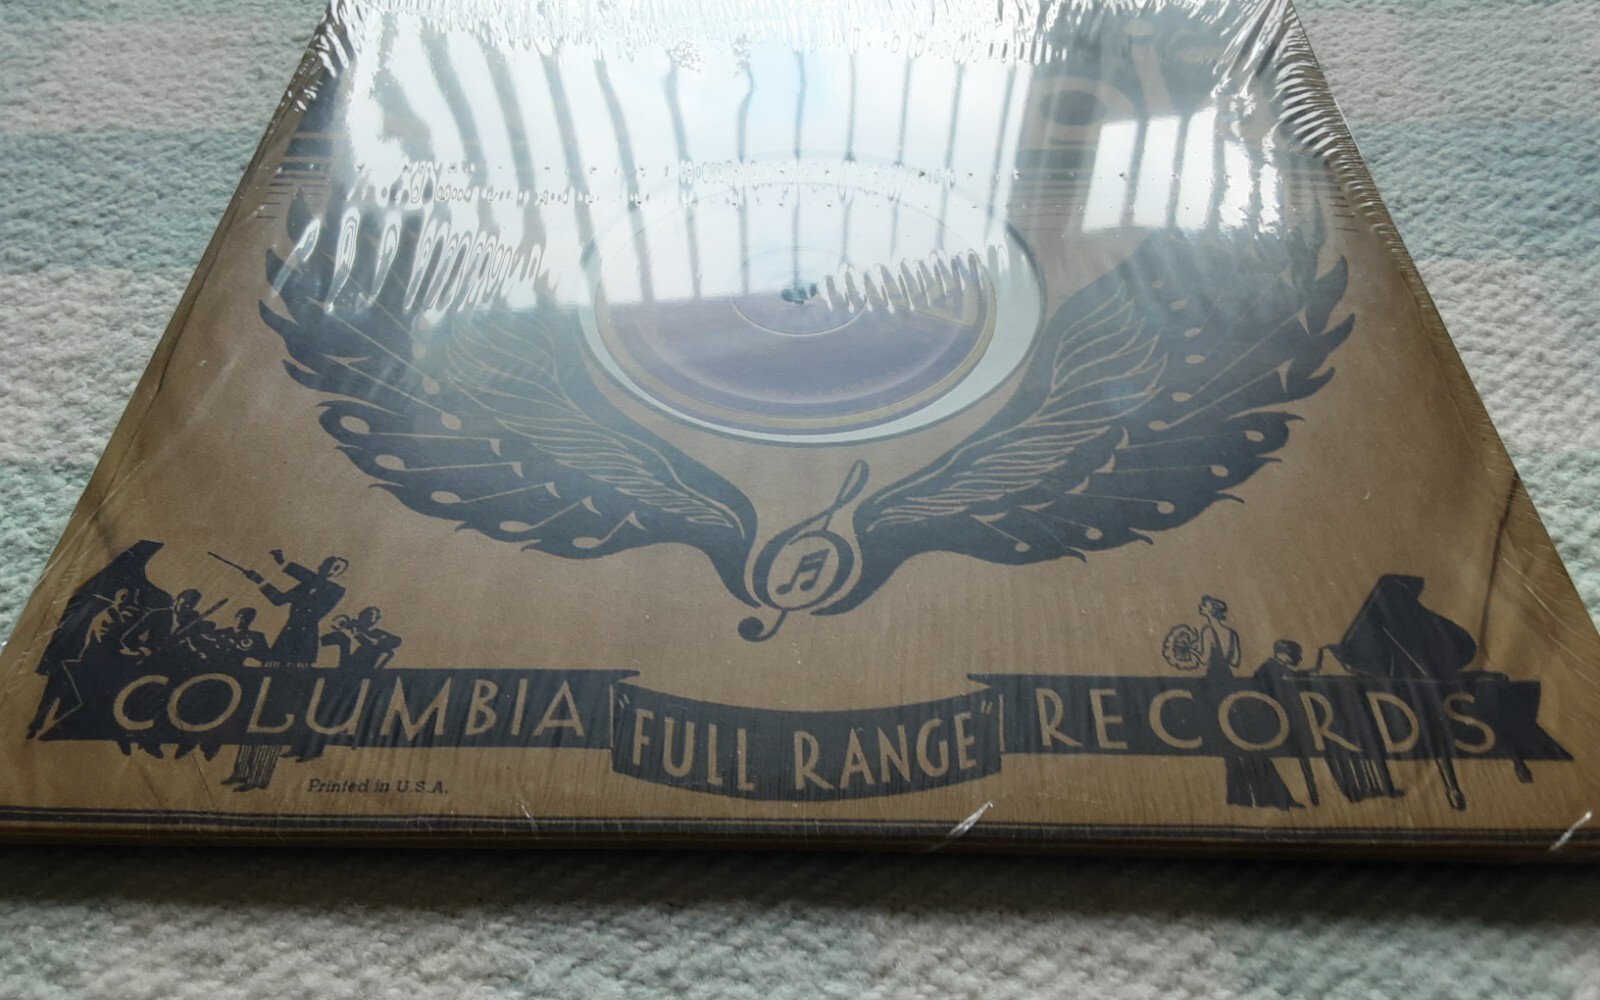 COLUMBIA "FULL RANGE" RECORDS
Printed in U.S.A.